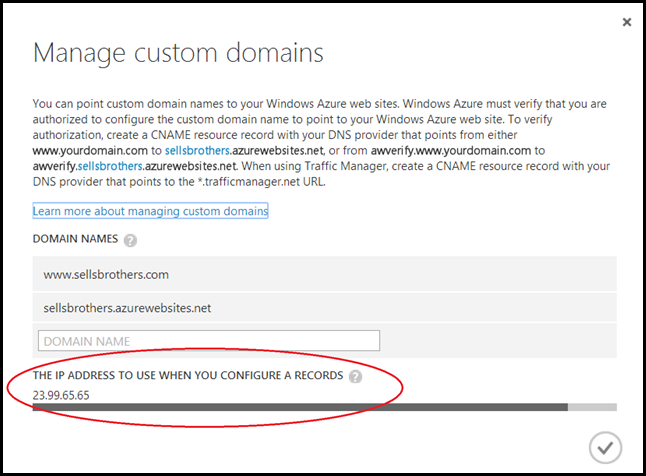 Manage custom domains
You can point custom domain names to your Windows Azure web sites. Windows Azure must verify that you are
authorized to configure the custom domain name to point to your Windows Azure web site. To verify
authorization, create a CNAME resource record with your DNS provider that points from either
www.yourdomain.com to sellsbrothers.azurewebsites.net, or from awverify.www.yourdomain.com to
awverify.sellsbrothers.azurewebsites.net. When using Traffic Manager, create a CNAME resource record with your
DNS provider that points to the *.trafficmanager.net URL.
Learn more about managing custom domains
DOMAIN NAMES ?
www.sellsbrothers.com
sellsbrothers.azurewebsites.net
DOMAIN NAME
THE IP ADDRESS TO USE WHEN YOU CONFIGURE A RECORDS ?
23.99.65.65